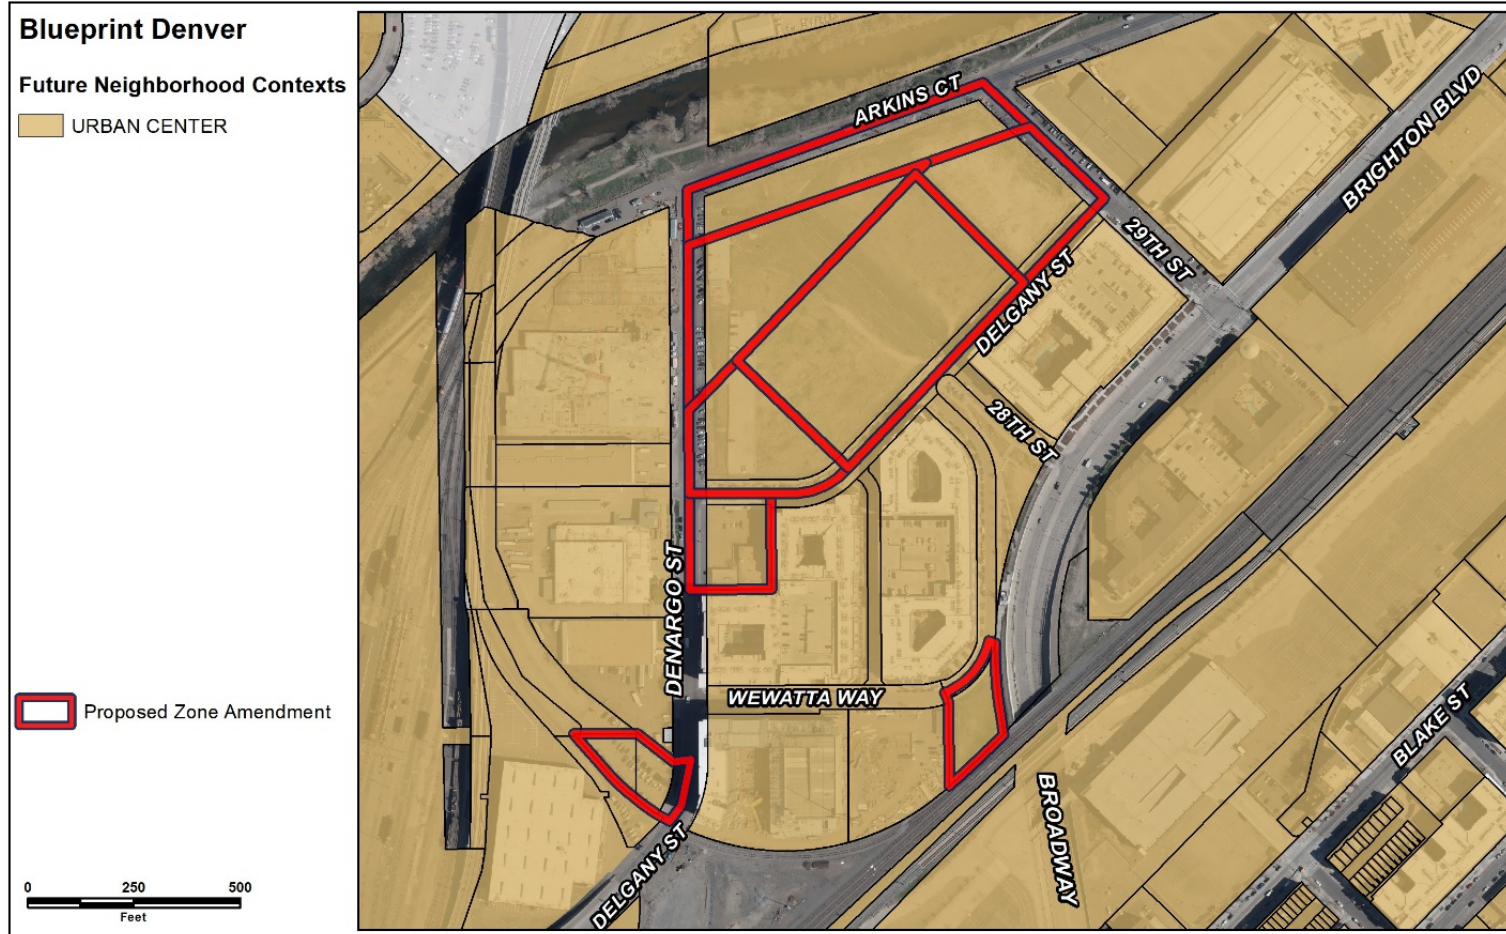 Blueprint Denver
Future Neighborhood Contexts
URBAN CENTER
Proposed Zone Amendment
0 250 500
Feet
ARKINS CT
BRIGHTON BLVD
29TH ST
DELGANY ST
28TH ST
DENARGO ST
WEWATTA WAY
BLAKE ST
BROADWAY
DELGANY ST